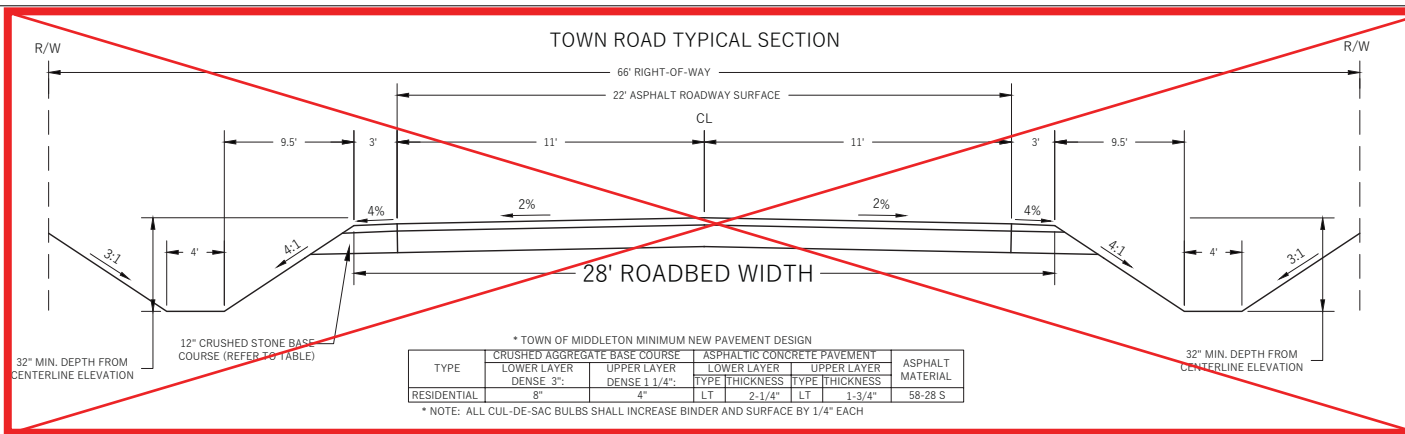 TOWN ROAD TYPICAL SECTION
R/W
R/W
66' RIGHT-OF-WAY
22' ASPHALT ROADWAY SURFACE
CL
9.5'
3'
11'
11'
3'
9.5'
4%
2%
2%
4%
3:1
4'
4:1
4:1
4'
3:1
28' ROADBED WIDTH
12" CRUSHED STONE BASE
COURSE (REFER TO TABLE)
32" MIN. DEPTH FROM
CENTERLINE ELEVATION
32" MIN. DEPTH FROM
CENTERLINE ELEVATION
* TOWN OF MIDDLETON MINIMUM NEW PAVEMENT DESIGN
TYPE CRUSHED AGGREGATE BASE COURSE ASPHALTIC CONCRETE PAVEMENT ASPHALT MATERIAL
LOWER LAYER UPPER LAYER LOWER LAYER UPPER LAYER
DENSE 3": DENSE 1 1/4": TYPE THICKNESS TYPE THICKNESS
RESIDENTIAL 8" 4" LT 2-1/4" LT 1-3/4" 58-28 S
* NOTE: ALL CUL-DE-SAC BULBS SHALL INCREASE BINDER AND SURFACE BY 1/4" EACH